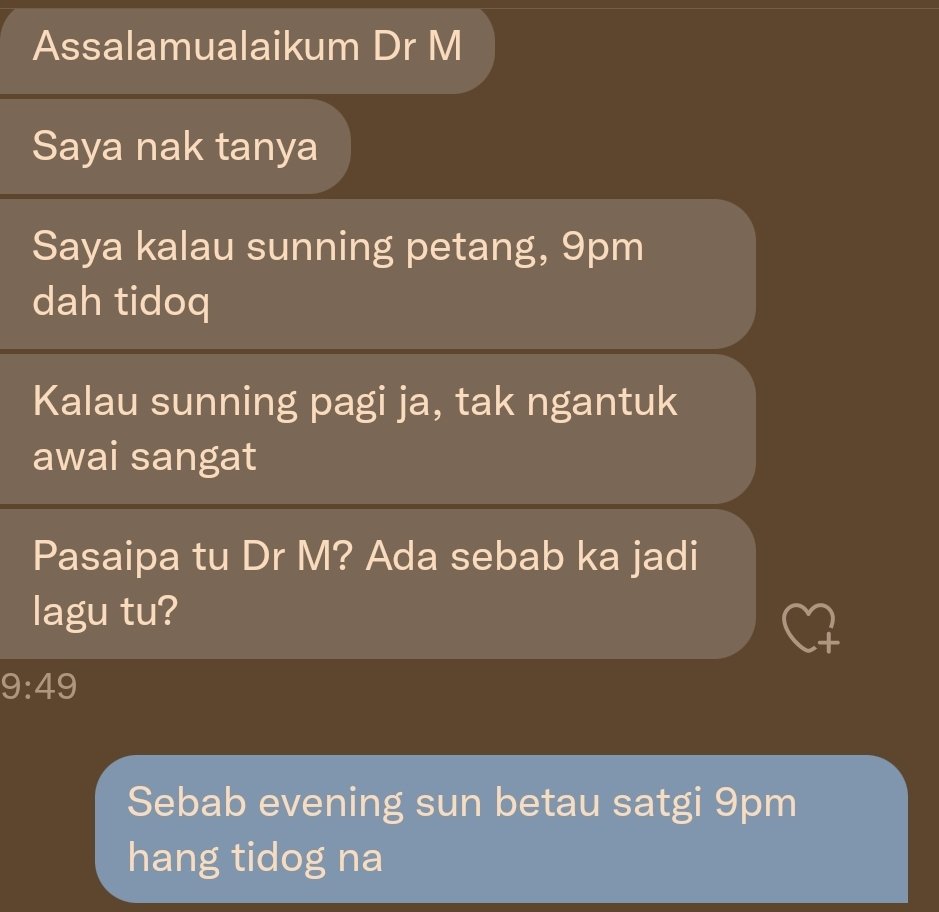 Assalamualaikum Dr M
Saya nak tanya
Saya kalau sunning petang, 9pm
dah tidoq
Kalau sunning pagi ja, tak ngantuk
awai sangat
Pasaipa tu Dr M? Ada sebab ka jadi
lagu tu?
9:49
Sebab evening sun betau satgi 9pm
hang tidog na